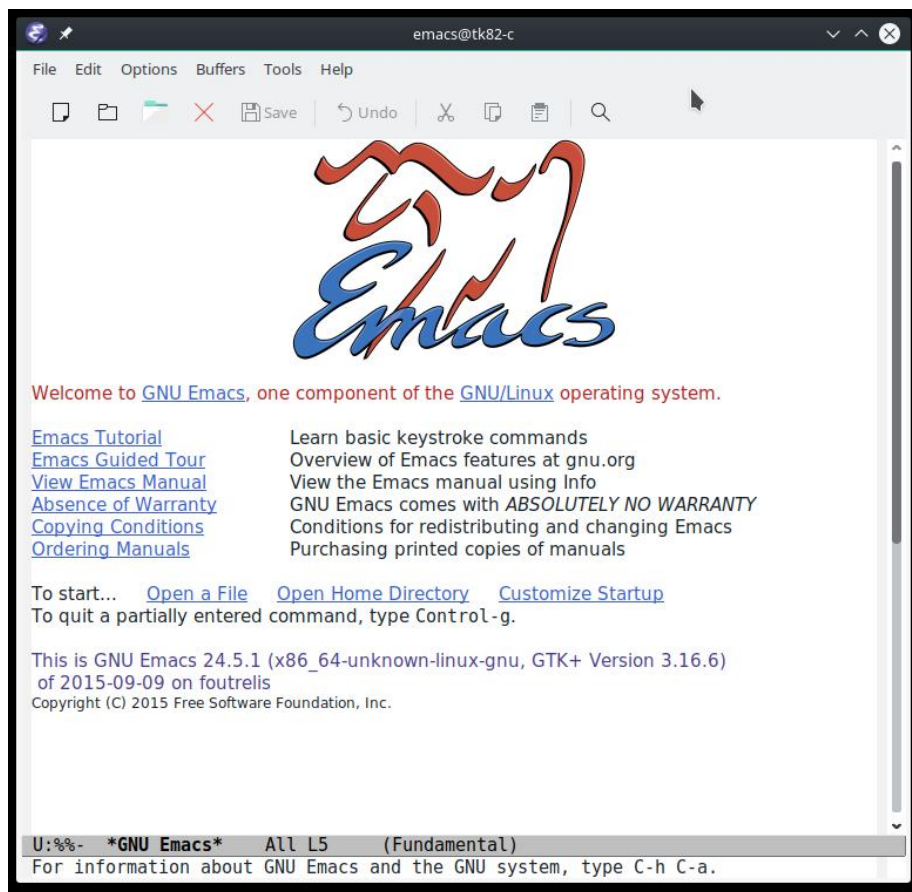 emacs@tk82-c
File Edit Options Buffers Tools Help
Save Undo
Emacs
Welcome to GNU Emacs, one component of the GNU/Linux operating system.
Emacs Tutorial Learn basic keystroke commands
Emacs Guided Tour Overview of Emacs features at gnu.org
View Emacs Manual View the Emacs manual using Info
Absence of Warranty GNU Emacs comes with ABSOLUTELY NO WARRANTY
Copying Conditions Conditions for redistributing and changing Emacs
Ordering Manuals Purchasing printed copies of manuals
To start... Open a File Open Home Directory Customize Startup
To quit a partially entered command, type Control-g.
This is GNU Emacs 24.5.1 (x86_64-unknown-linux-gnu, GTK+ Version 3.16.6)
of 2015-09-09 on foutrelis
Copyright (C) 2015 Free Software Foundation, Inc.
U:%%- *GNU Emacs* All L5 (Fundamental)
For information about GNU Emacs and the GNU system, type C-h C-a.